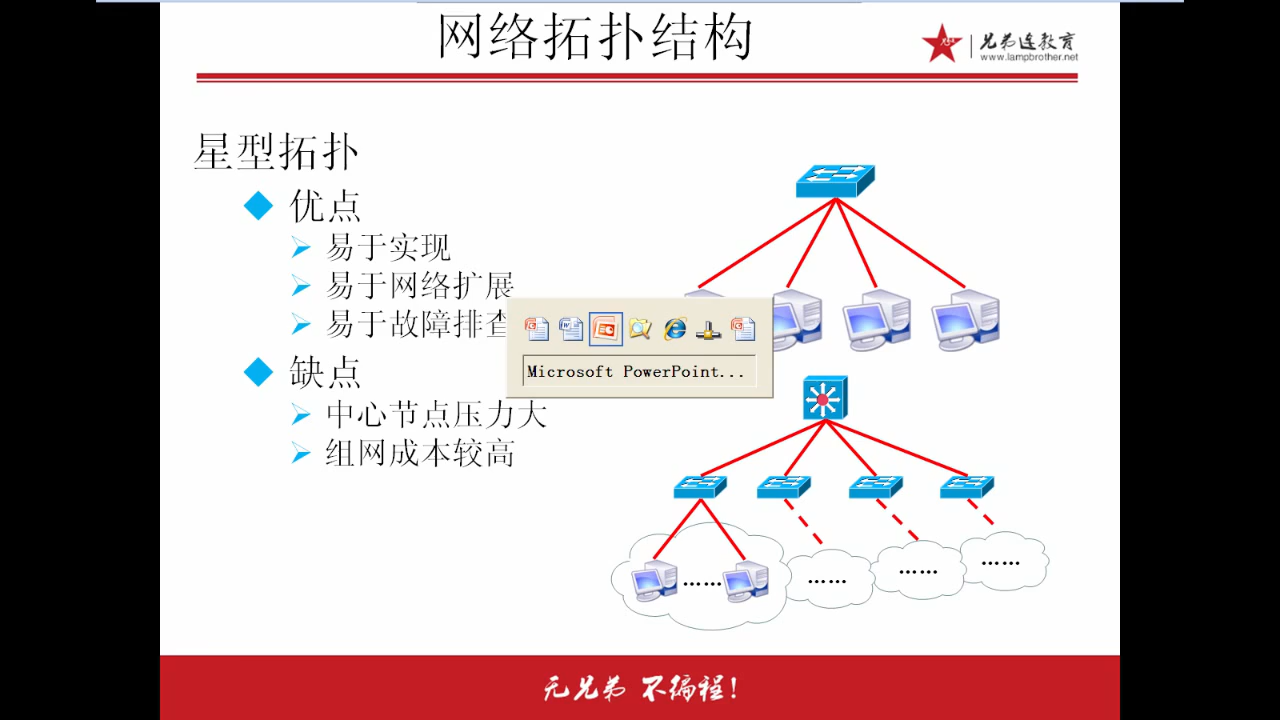 网络拓扑结构
兄弟连教育
www.lampbrother.net
星型拓扑
优点
易于实现
易于网络扩展
易于故障排查
缺点
中心节点压力大
组网成本较高
Microsoft PowerPoint...
......
......
......
......
无兄弟 不编程!